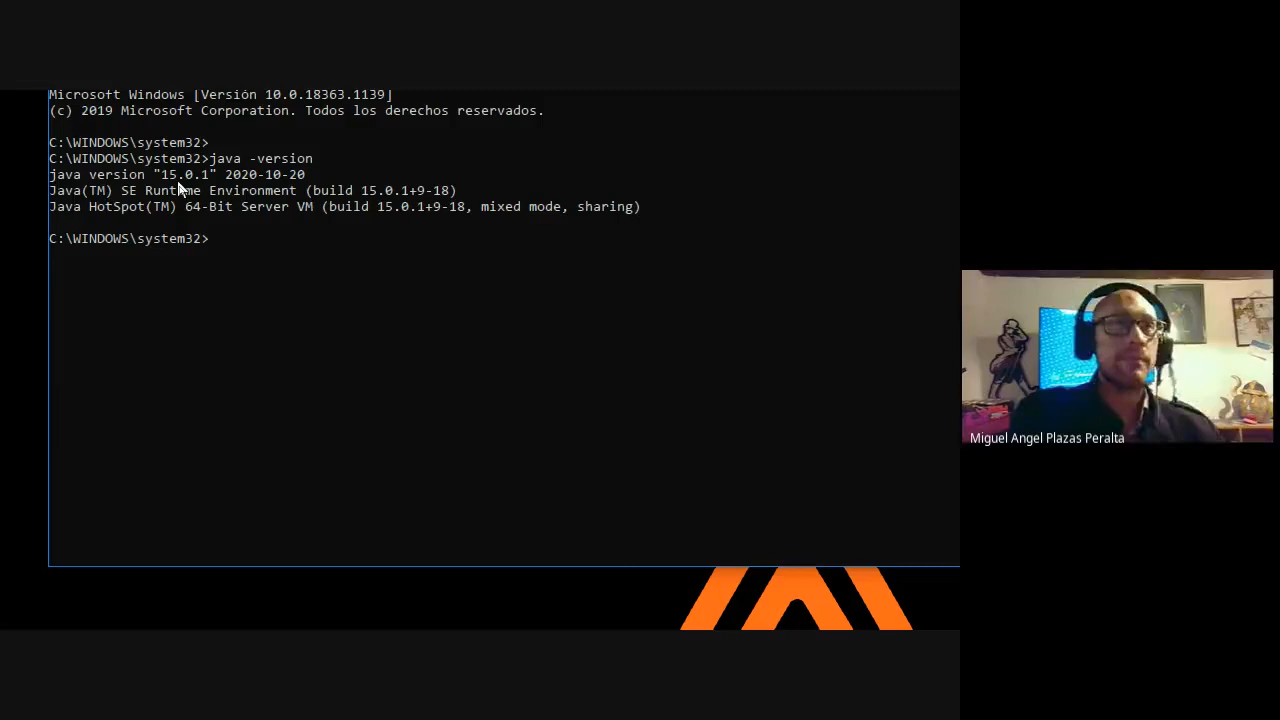 Microsoft Windows [Versión 10.0.18363.1139]
(c) 2019 Microsoft Corporation. Todos los derechos reservados.
C:\WINDOWS\system32>
C:\WINDOWS\system32>java -version
java version "15.0.1" 2020-10-20
Java(TM) SE Runtime Environment (build 15.0.1+9-18)
Java HotSpot(TM) 64-Bit Server VM (build 15.0.1+9-18, mixed mode, sharing)
C:\WINDOWS\system32>
Miguel Angel Plazas Peralta